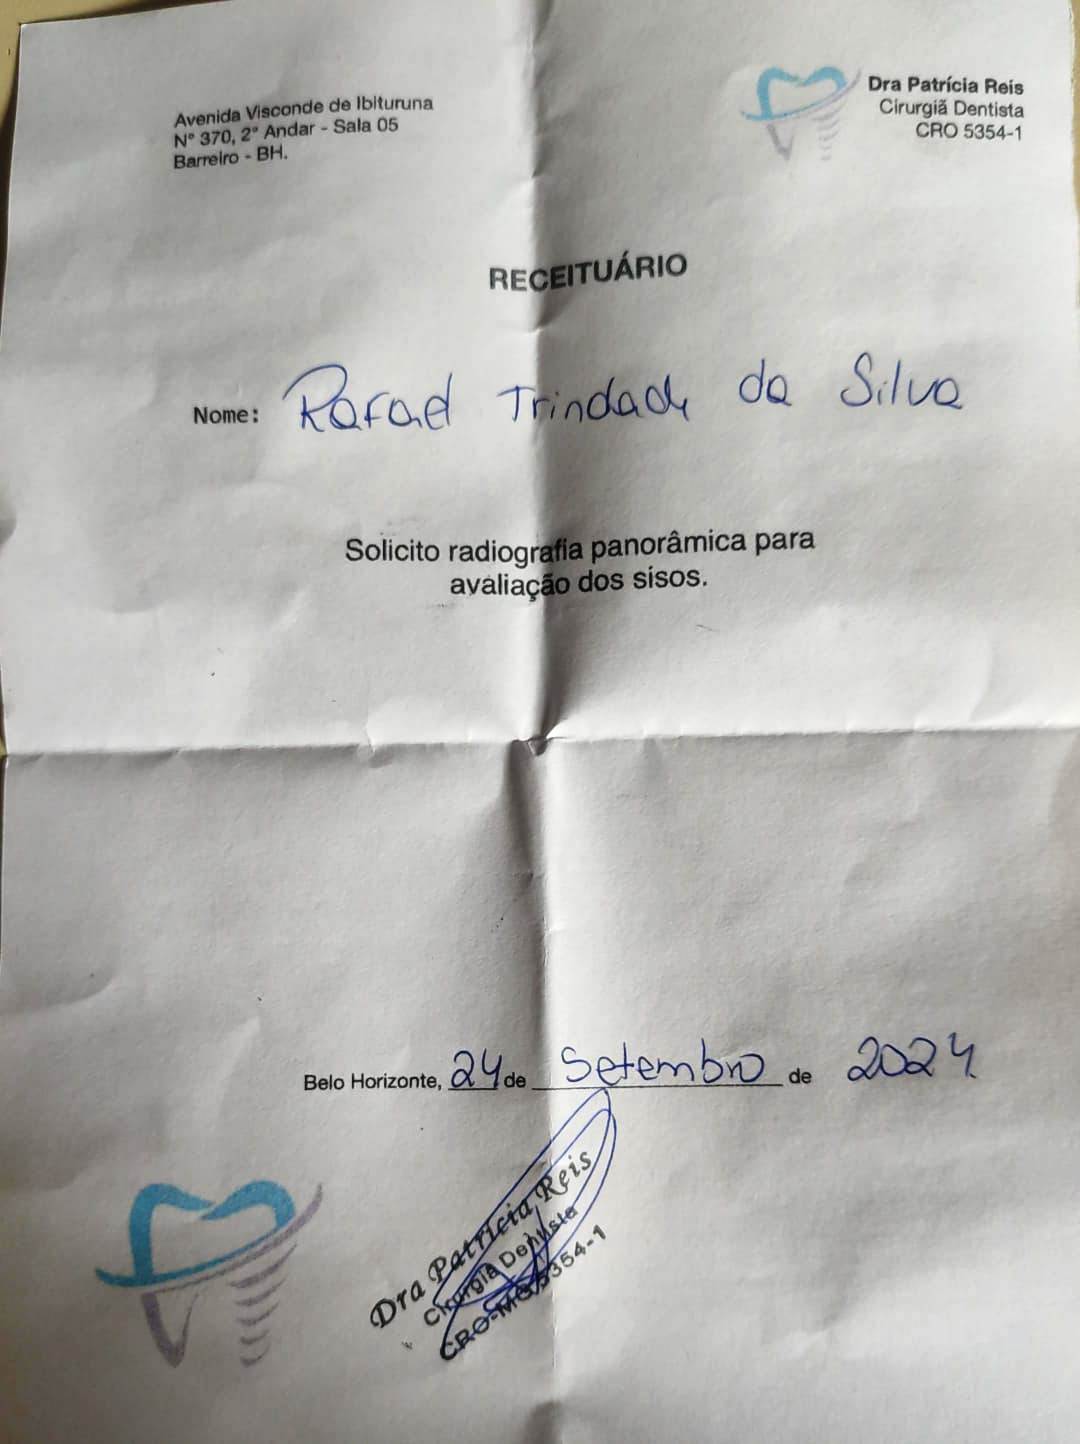 Avenida Visconde de Ibituruna
Nº 370, 2º Andar - Sala 05
Barreiro - BH.
Dra Patrícia Reis
Cirurgiã Dentista
CRO 5354-1
RECEITUÁRIO
Nome: Rafael Trindade da Silva
Solicito radiografia panorâmica para
avaliação dos sisos.
Belo Horizonte, 24 de Setembro de 2024
Dra Patrícia Reis
Cirurgiã Dentista
CRO-MG 5354-1